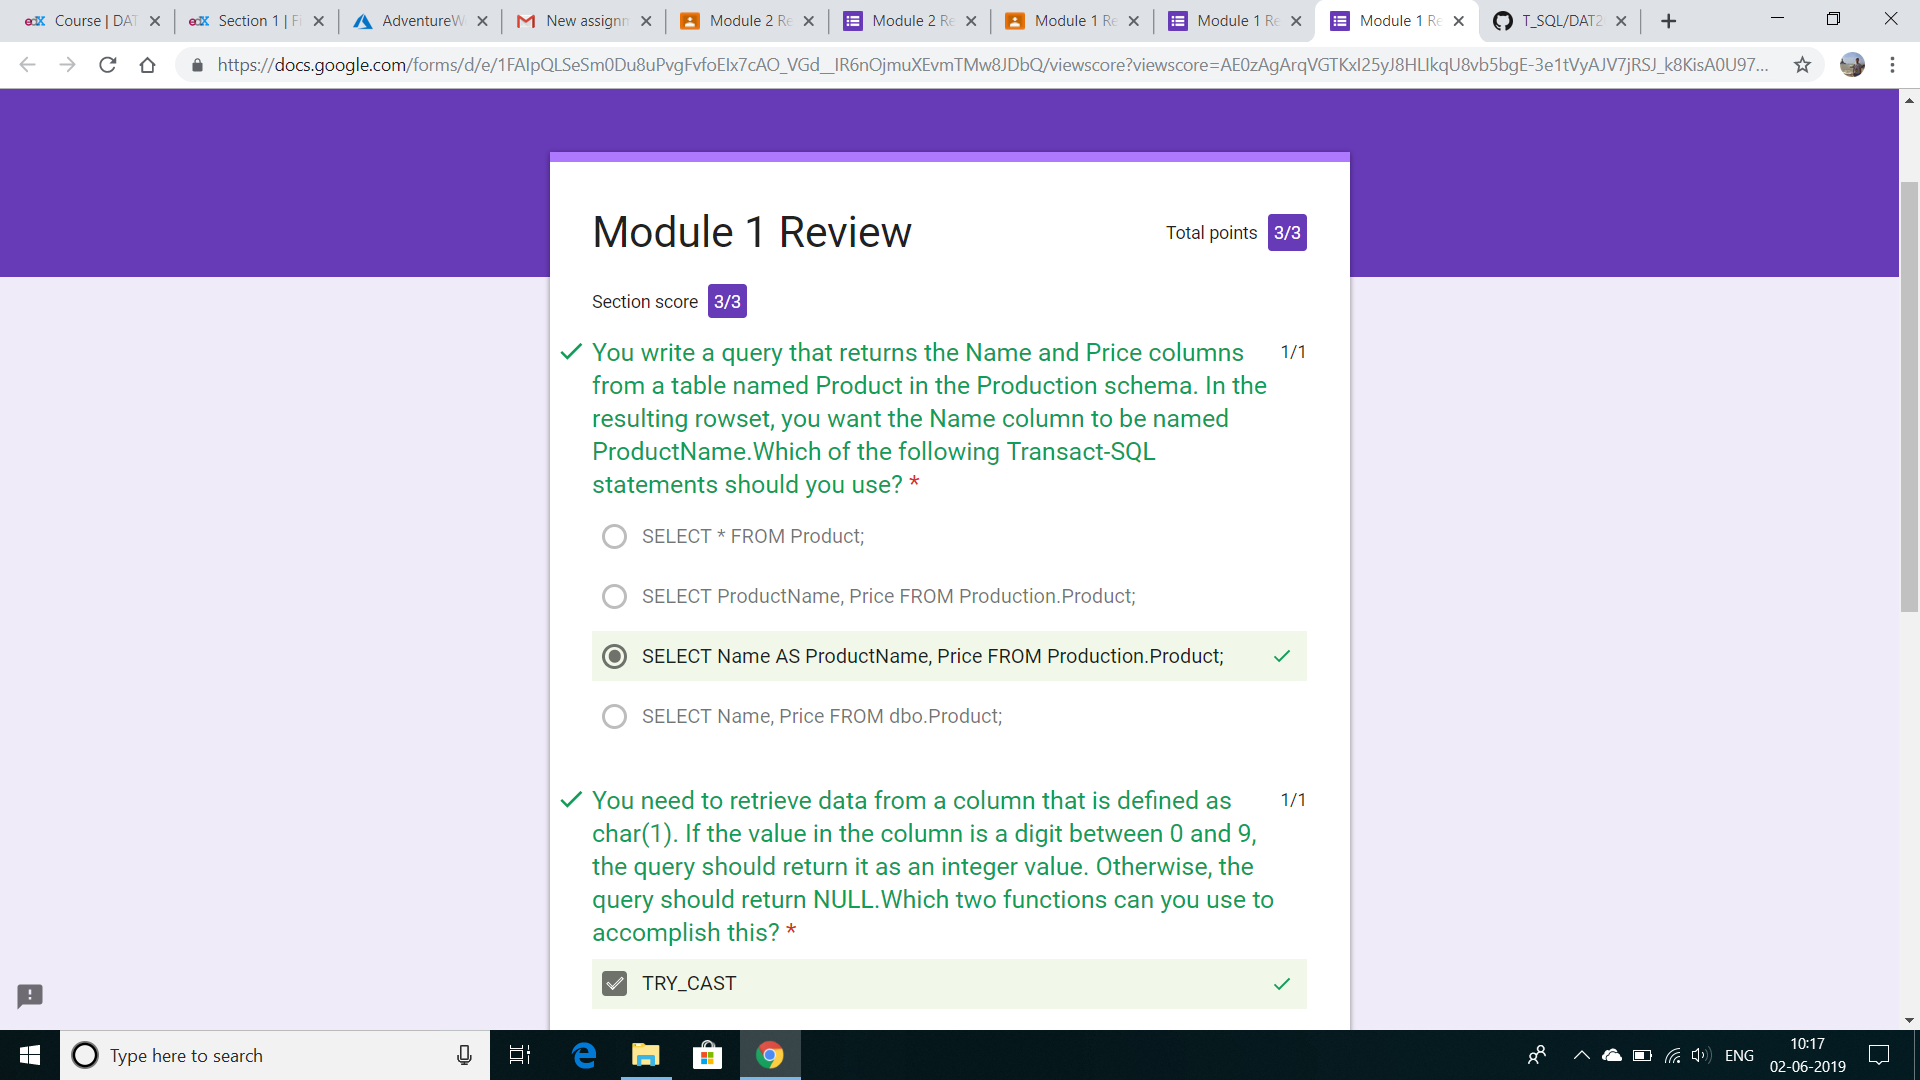 edX Course | DAT
edX Section 1 | Fi
AdventureW
New assignm
Module 2 Re
Module 2 Re
Module 1 Re
Module 1 Re
Module 1 Re
T_SQL/DAT2
https://docs.google.com/forms/d/e/1FAIpQLSeSm0Du8uPvgFvfoEIx7cAO_VGd__IR6nOjmuXEvmTMw8JDbQ/viewscore?viewscore=AE0zAgArqVGTKxI25yJ8HLIkqU8vb5bgE-3e1tVyAJV7jRSJ_k8KisA0U97...
Module 1 Review
Total points 3/3
Section score 3/3
You write a query that returns the Name and Price columns 1/1
from a table named Product in the Production schema. In the
resulting rowset, you want the Name column to be named
ProductName.Which of the following Transact-SQL
statements should you use? *
SELECT * FROM Product;
SELECT ProductName, Price FROM Production.Product;
SELECT Name AS ProductName, Price FROM Production.Product;
SELECT Name, Price FROM dbo.Product;
You need to retrieve data from a column that is defined as 1/1
char(1). If the value in the column is a digit between 0 and 9,
the query should return it as an integer value. Otherwise, the
query should return NULL.Which two functions can you use to
accomplish this? *
TRY_CAST
Type here to search
ENG
10:17
02-06-2019